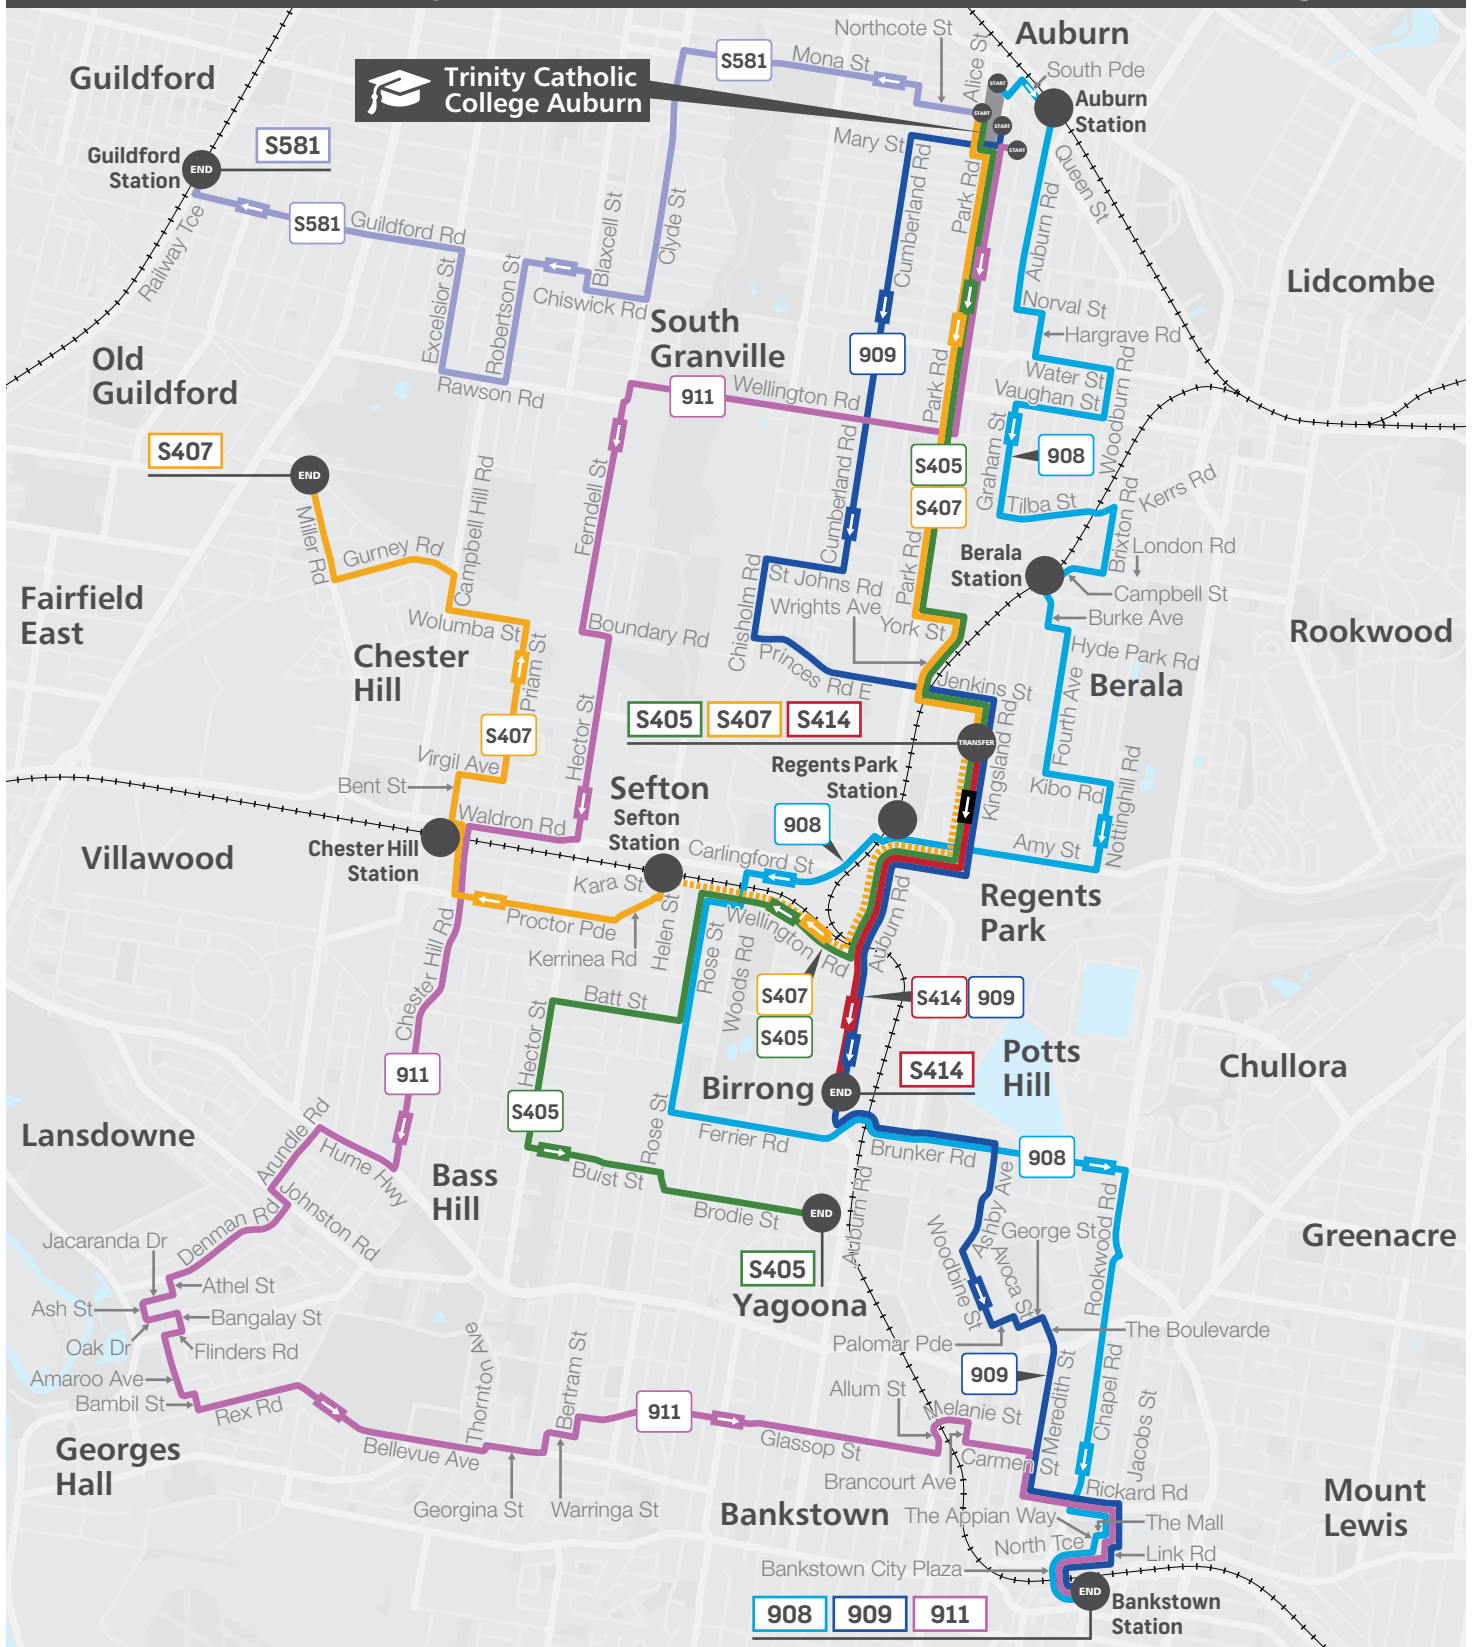 Northcote St
Alice St
Auburn
Guildford
S581
Mona St
South Pde
Trinity Catholic
College Auburn
START
START
START
START
Auburn
Station
S581
Mary St
Guildford
Station
END
Cumberland Rd
Park Rd
Queen St
Auburn Rd
S581
Guildford Rd
Railway Tce
Blaxcell St
Clyde St
Excelsior St
Robertson St
Chiswick Rd
Lidcombe
Norval St
Hargrave Rd
South
Granville
909
Old
Guildford
Rawson Rd
911
Wellington Rd
Park Rd
Water St
Vaughan St
Woodburn Rd
S407
END
Graham St
908
S405
S407
Cumberland Rd
Campbell Hill Rd
Ferndell St
Tilba St
Brixton Rd
Kerrs Rd
Miller Rd
Gurney Rd
Berala
Station
London Rd
Park Rd
St Johns Rd
Chisholm Rd
Wrights Ave
Campbell St
Burke Ave
Fairfield
East
Wolumba St
Boundary Rd
York St
Rookwood
Hyde Park Rd
Chester
Hill
Priam St
Princes Rd E
Jenkins St
Berala
Fourth Ave
S405
S407
S414
S407
Hector St
TRANSFER
Kingsland Rd
Virgil Ave
Bent St
Regents Park
Station
Sefton
Sefton
Station
Kibo Rd
Nottinghill Rd
Waldron Rd
908
Chester Hill
Station
Villawood
Carlingford St
Amy St
Kara St
Proctor Pde
Kerrinea Rd
Helen St
Rose St
Wellington Rd
Woods Rd
Auburn Rd
Regents
Park
Chester Hill Rd
Batt St
S407
S405
S414
909
Hector St
911
Potts
Hill
Chullora
S414
Birrong
END
S405
Lansdowne
Arundle Rd
Hume Hwy
Rose St
Ferrier Rd
Brunker Rd
908
Bass
Hill
Buist St
Brodie St
END
Auburn Rd
Johnston Rd
Denman Rd
Jacaranda Dr
Ashby Ave
George St
Rookwood Rd
Greenacre
Woodbine St
Avoca St
S405
Yagoona
Athel St
Ash St
Bangalay St
Oak Dr
Flinders Rd
Palomar Pde
The Boulevarde
Amaroo Ave
Bambil St
Rex Rd
Thornton Ave
Bertram St
909
Meredith St
Chapel Rd
Jacobs St
Allum St
911
Melanie St
Georges
Hall
Bellevue Ave
Glassop St
Carmen St
Brancourt Ave
Georgina St
Warringa St
Rickard Rd
Bankstown
The Appian Way
The Mall
Mount
Lewis
North Tce
Link Rd
Bankstown City Plaza
END
Bankstown
Station
908
909
911